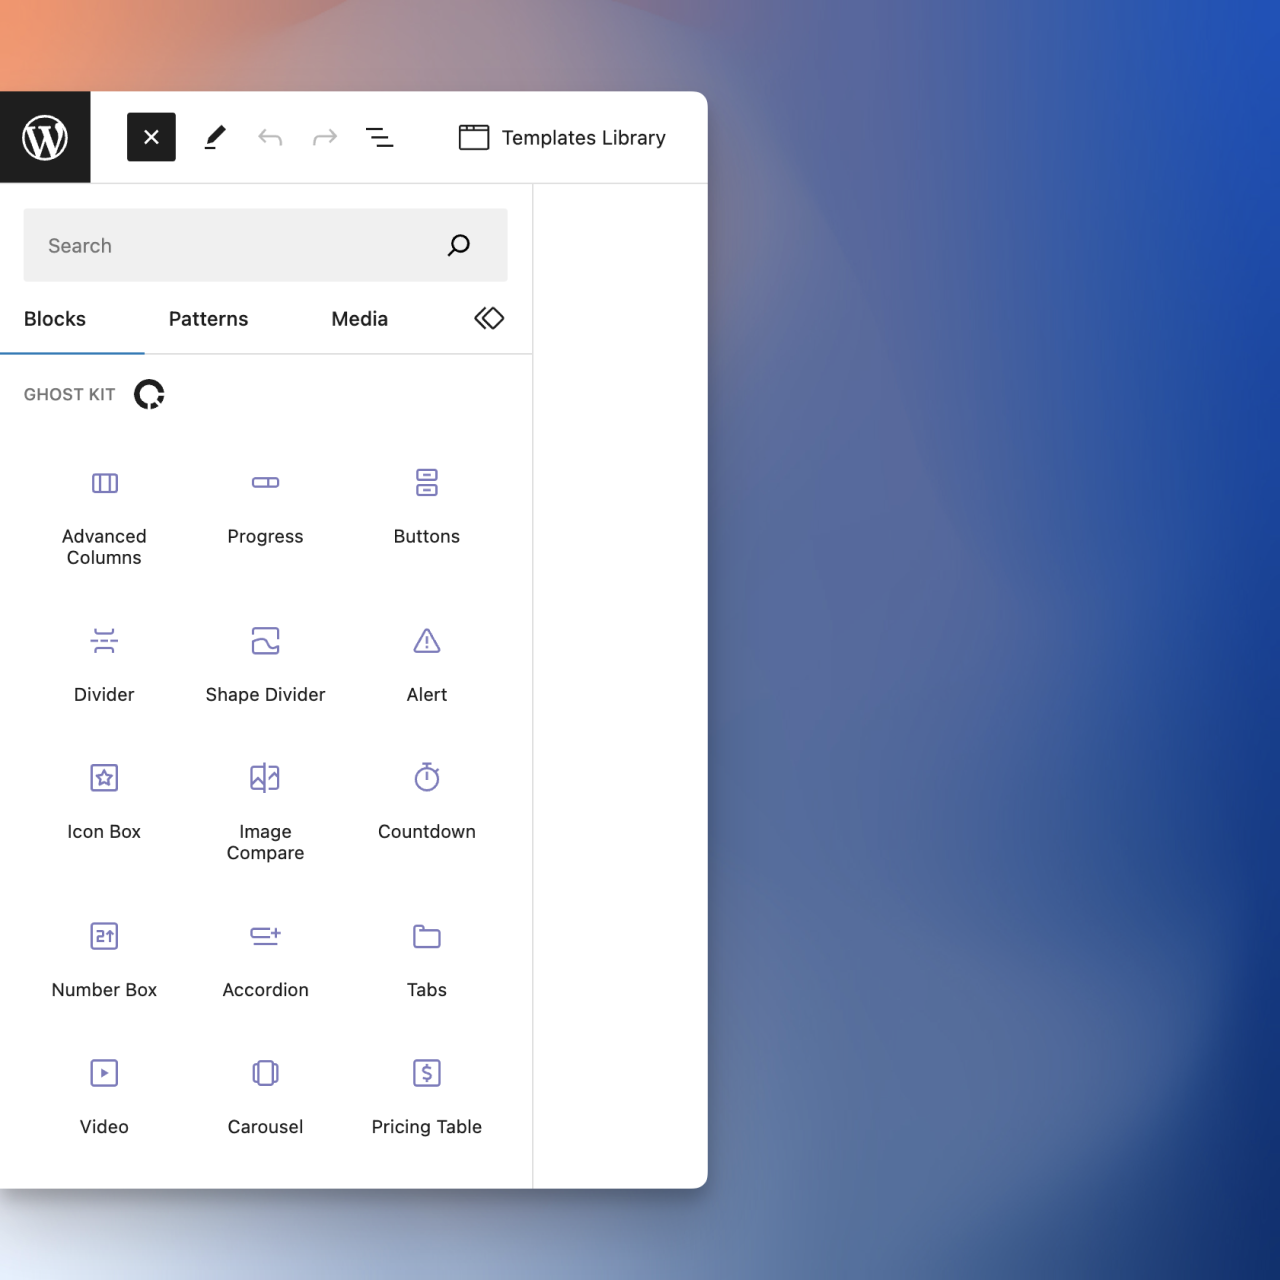 Templates Library
Search
Blocks
Patterns
Media
GHOST KIT
Advanced
Columns
Progress
Buttons
Divider
Shape Divider
Alert
Icon Box
Image
Compare
Countdown
Number Box
Accordion
Tabs
Video
Carousel
Pricing Table